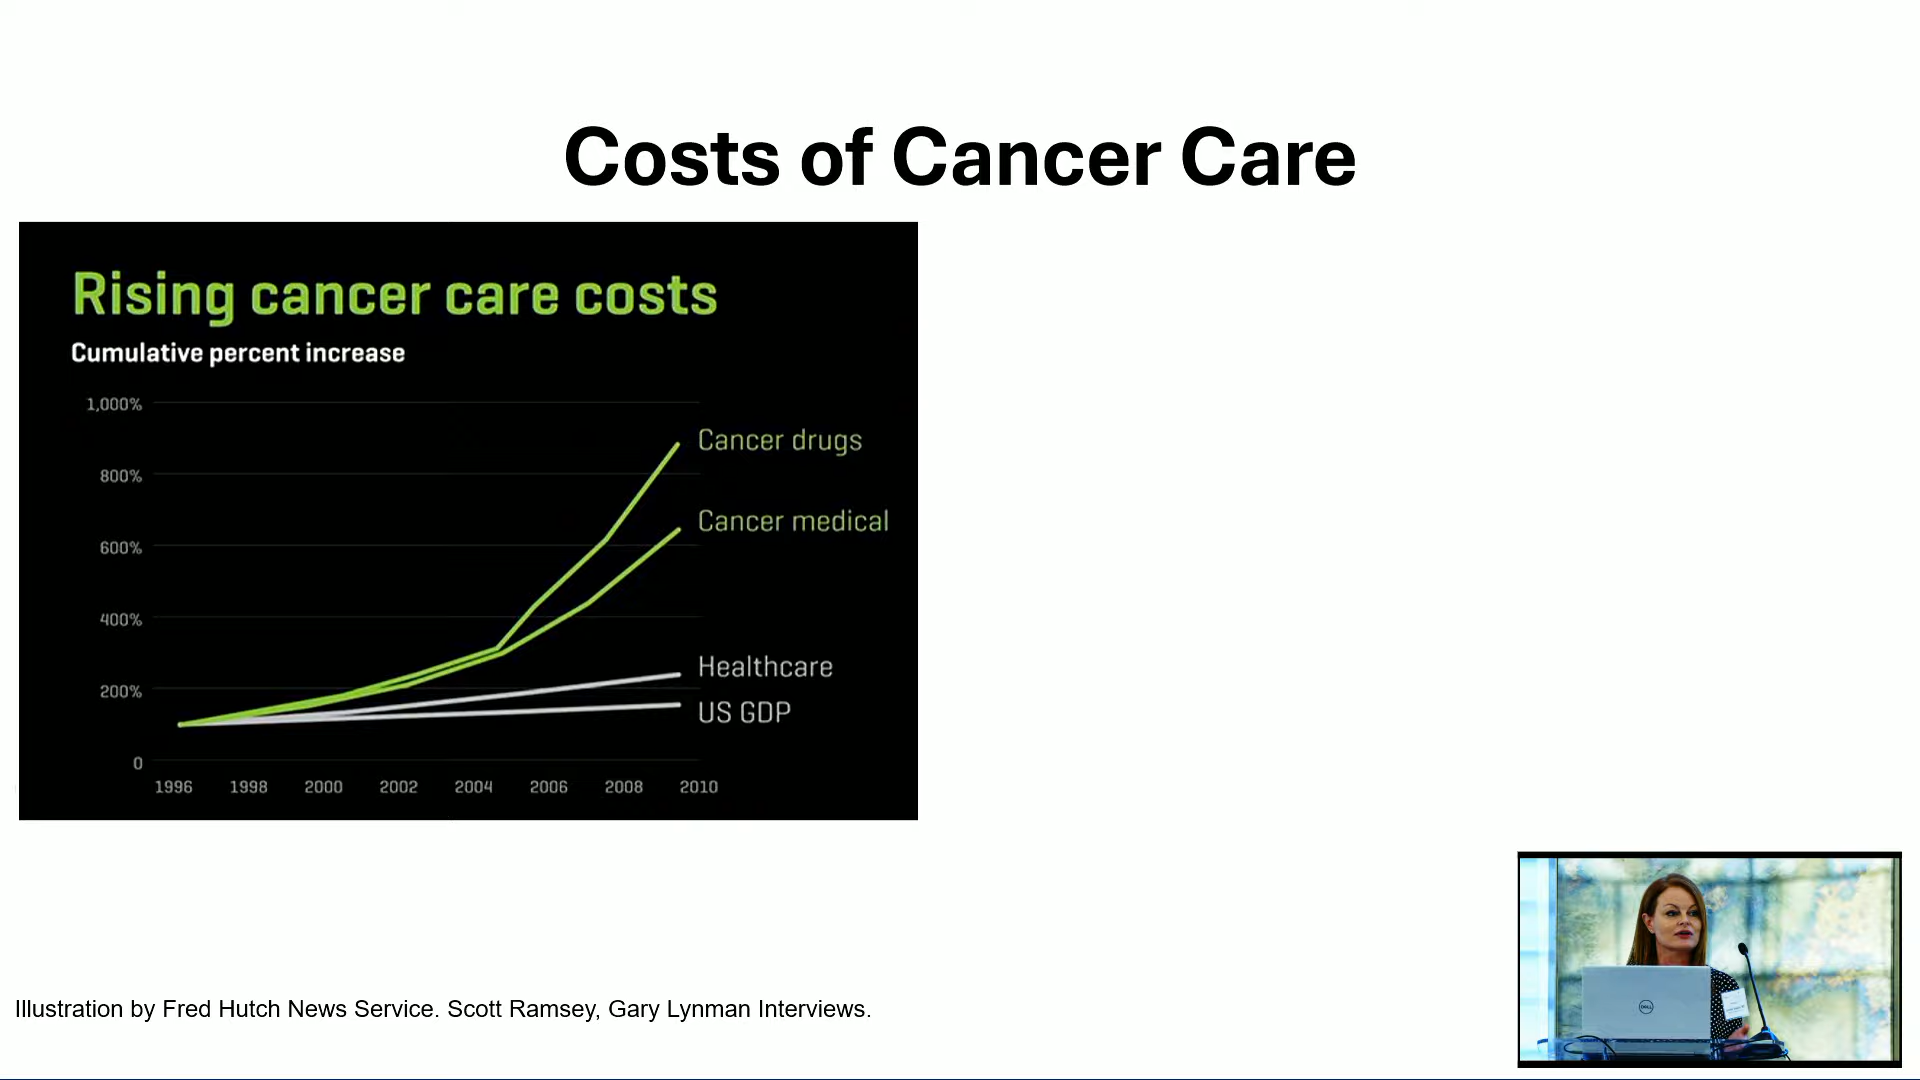 Costs of Cancer Care
Rising cancer care costs
Cumulative percent increase
1,000%
800%
600%
400%
200%
0
1996 1998 2000 2002 2004 2006 2008 2010
Cancer drugs
Cancer medical
Healthcare
US GDP
Illustration by Fred Hutch News Service. Scott Ramsey, Gary Lynman Interviews.
DELL